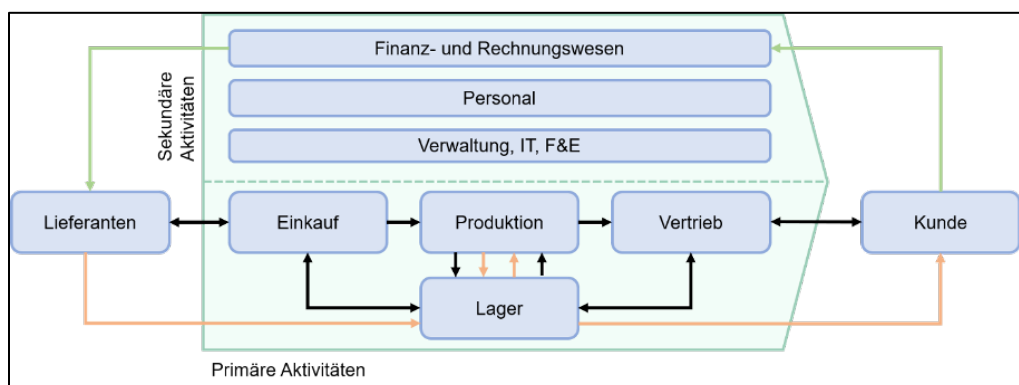 Finanz- und Rechnungswesen
Sekundäre
Aktivitäten
Personal
Verwaltung, IT, F&E
Lieferanten
Einkauf
Produktion
Vertrieb
Kunde
Lager
Primäre Aktivitäten